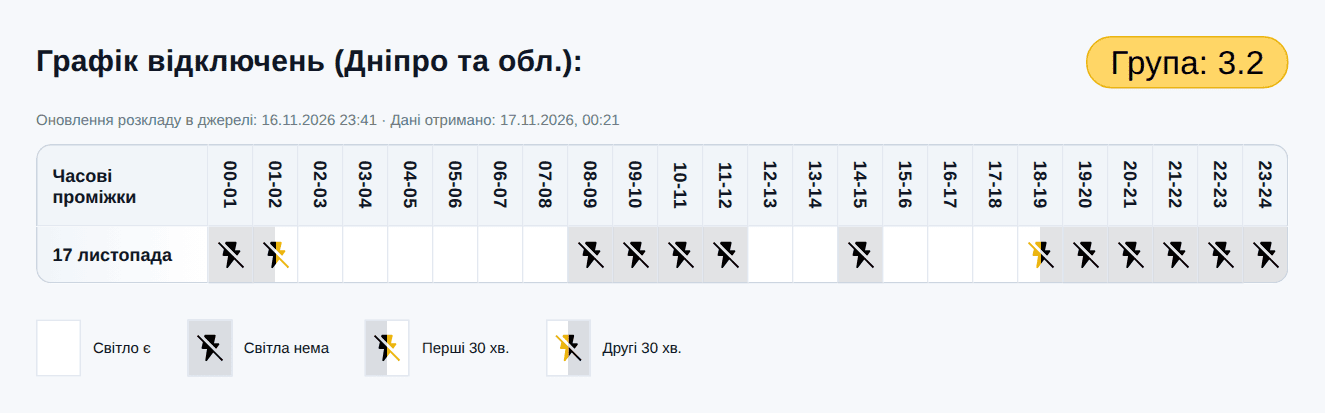 Графік відключень (Дніпро та обл.):
Група: 3.2
Оновлення розкладу в джерелі: 16.11.2026 23:41 · Дані отримано: 17.11.2026, 00:21
Часові
проміжки
00-01 01-02 02-03 03-04 04-05 05-06 06-07 07-08 08-09 09-10 10-11 11-12 12-13 13-14 14-15 15-16 16-17 17-18 18-19 19-20 20-21 21-22 22-23 23-24
17 листопада
Світло є
Світла нема
Перші 30 хв.
Другі 30 хв.